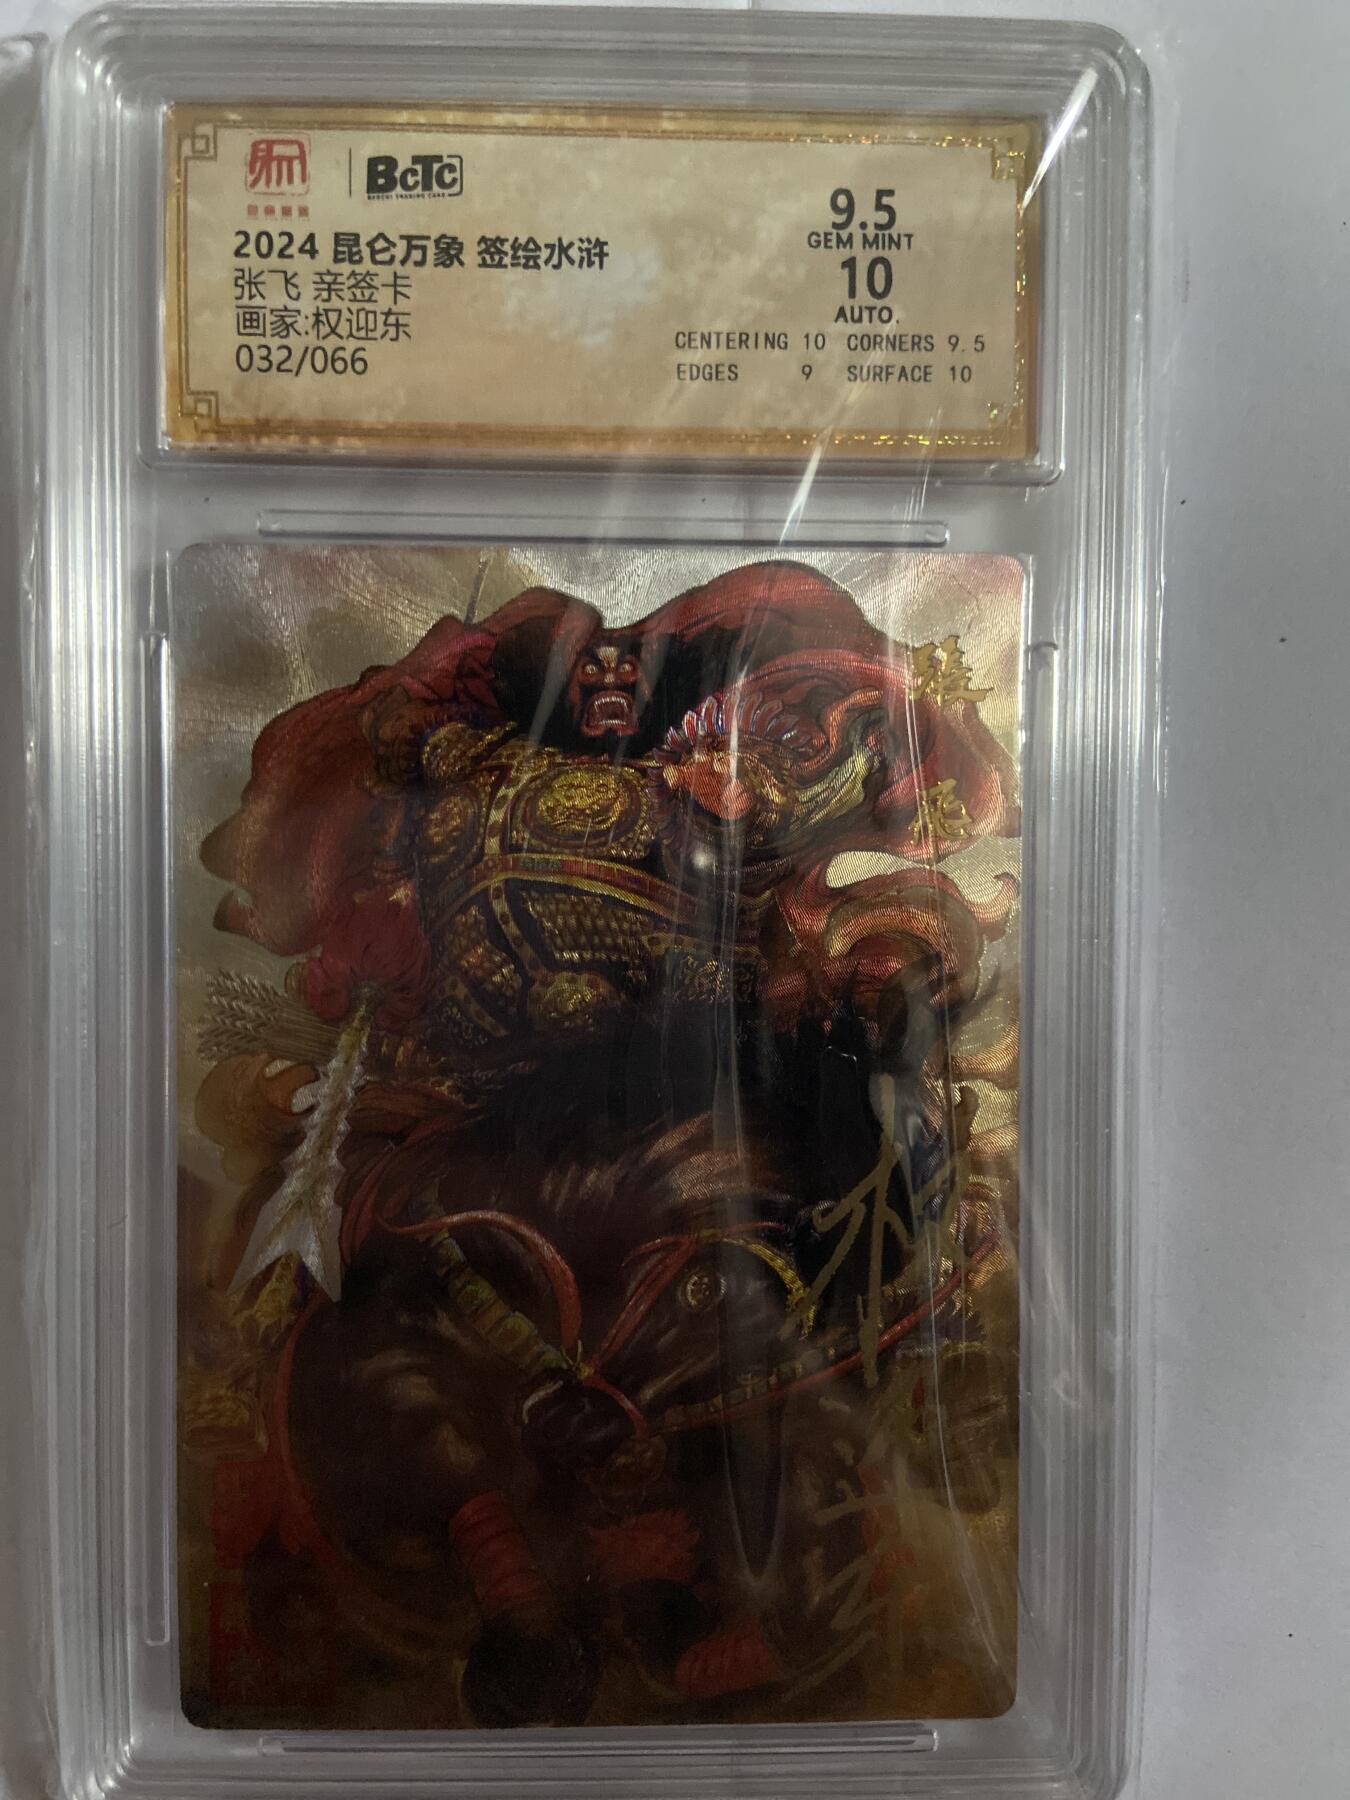 BCTC
2024 昆仑万象 签绘水浒
张飞 亲签卡
画家:权迎东
032/066
9.5
GEM MINT
10
AUTO.
CENTERING 10 CORNERS 9.5
EDGES 9 SURFACE 10
張
飛